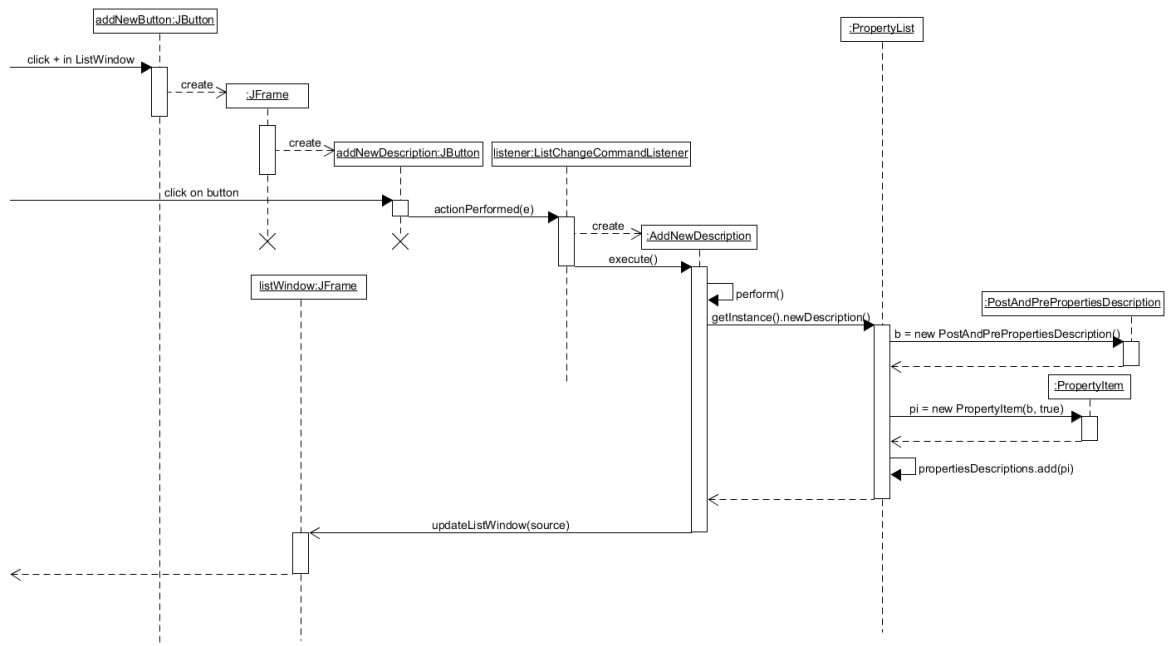 addNewButton:JButton
:PropertyList
click + in ListWindow
create
:JFrame
create
addNewDescription:JButton
listener:ListChangeCommandListener
click on button
actionPerformed(e)
create
:AddNewDescription
execute()
listWindow:JFrame
perform()
:PostAndPrePropertiesDescription
getInstance().newDescription()
b = new PostAndPrePropertiesDescription()
:PropertyItem
pi = new PropertyItem(b, true)
propertiesDescriptions.add(pi)
updateListWindow(source)